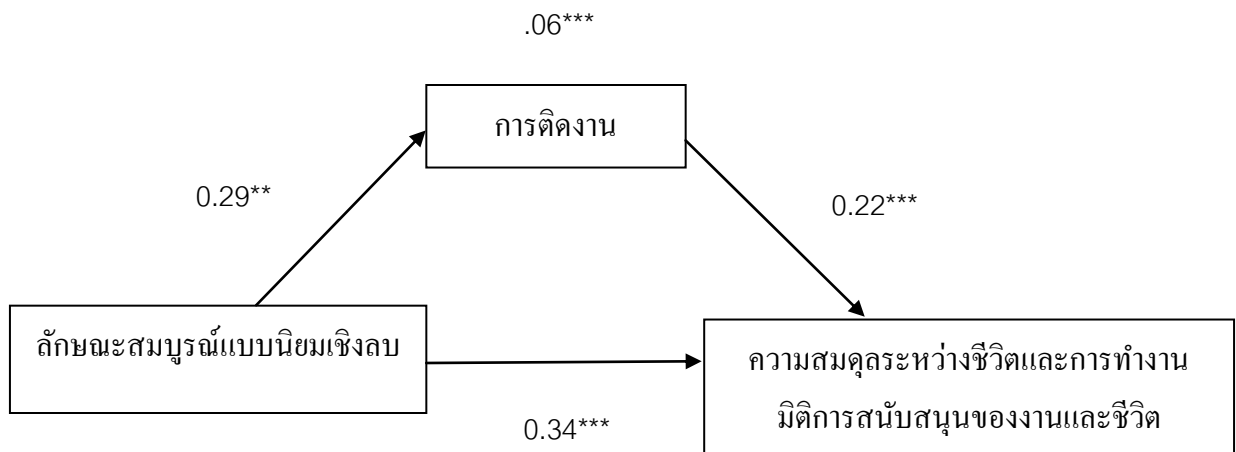 .06***
การติดงาน
0.29**
0.22***
ลักษณะสมบูรณ์แบบนิยมเชิงลบ
ความสมดุลระหว่างชีวิตและการทำงาน
มิติการสนับสนุนของงานและชีวิต
0.34***